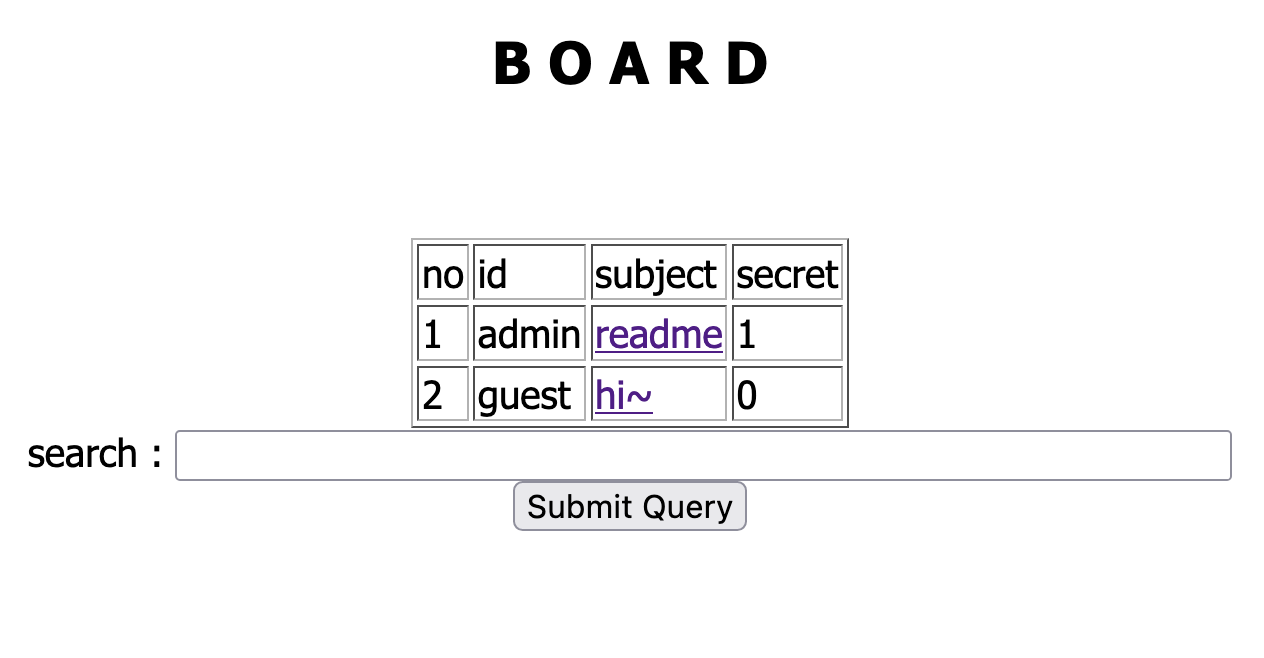 B O A R D
no id subject secret
1 admin readme 1
2 guest hi~ 0
search :
Submit Query